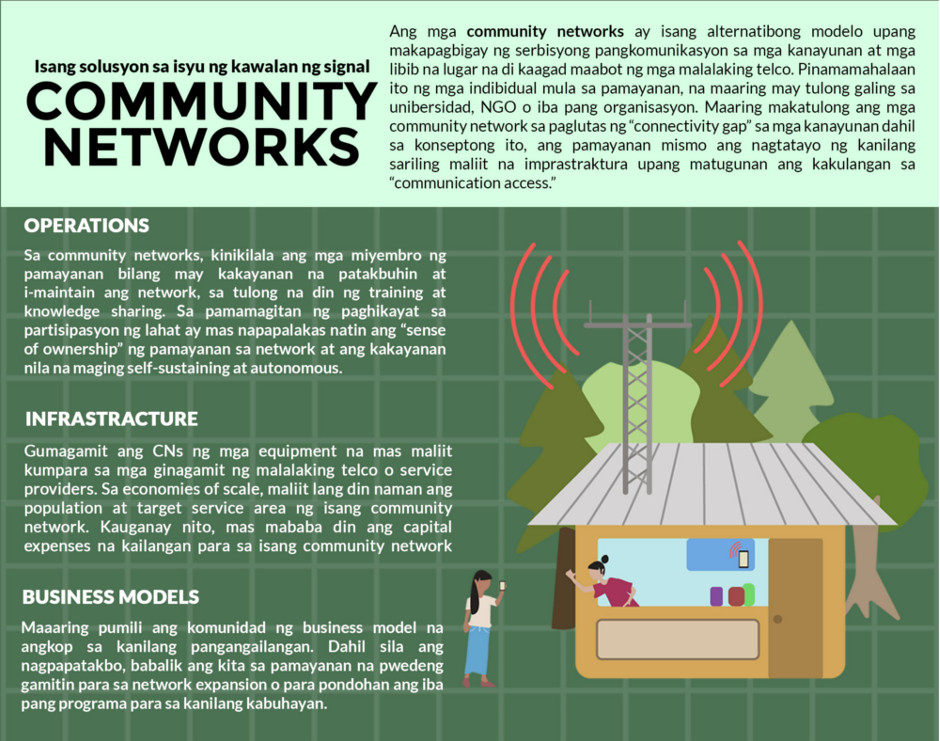 Isang solusyon sa isyu ng kawalan ng signal
COMMUNITY
NETWORKS
Ang mga community networks ay isang alternatibong modelo upang
makapagbigay ng serbisyong pangkomunikasyon sa mga kanayunan at mga
libib na lugar na di kaagad maabot ng mga malalaking telco. Pinamamahalaan
ito ng mga indibidual mula sa pamayanan, na maaring may tulong galing sa
unibersidad, NGO o iba pang organisasyon. Maaring makatulong ang mga
community network sa paglutas ng “connectivity gap” sa mga kanayunan dahil
sa konseptong ito, ang pamayanan mismo ang nagtatayo ng kanilang
sariling maliit na imprastraktura upang matugunan ang kakulangan sa
“communication access.”
OPERATIONS
Sa community networks, kinikilala ang mga miyembro ng
pamayanan bilang may kakayanan na patakbuhin at
i-maintain ang network, sa tulong na din ng training at
knowledge sharing. Sa pamamagitan ng paghikayat sa
partisipasyon ng lahat ay mas napapalakas natin ang “sense
of ownership” ng pamayanan sa network at ang kakayanan
nila na maging self-sustaining at autonomous.
INFRASTRACTURE
Gumagamit ang CNs ng mga equipment na mas maliit
kumpara sa mga ginagamit ng malalaking telco o service
providers. Sa economies of scale, maliit lang din naman ang
population at target service area ng isang community
network. Kauganay nito, mas mababa din ang capital
expenses na kailangan para sa isang community network
BUSINESS MODELS
Maaaring pumili ang komunidad ng business model na
angkop sa kanilang pangangailangan. Dahil sila ang
nagpapatakbo, babalik ang kita sa pamayanan na pwedeng
gamitin para sa network expansion o para pondohan ang iba
pang programa para sa kanilang kabuhayan.